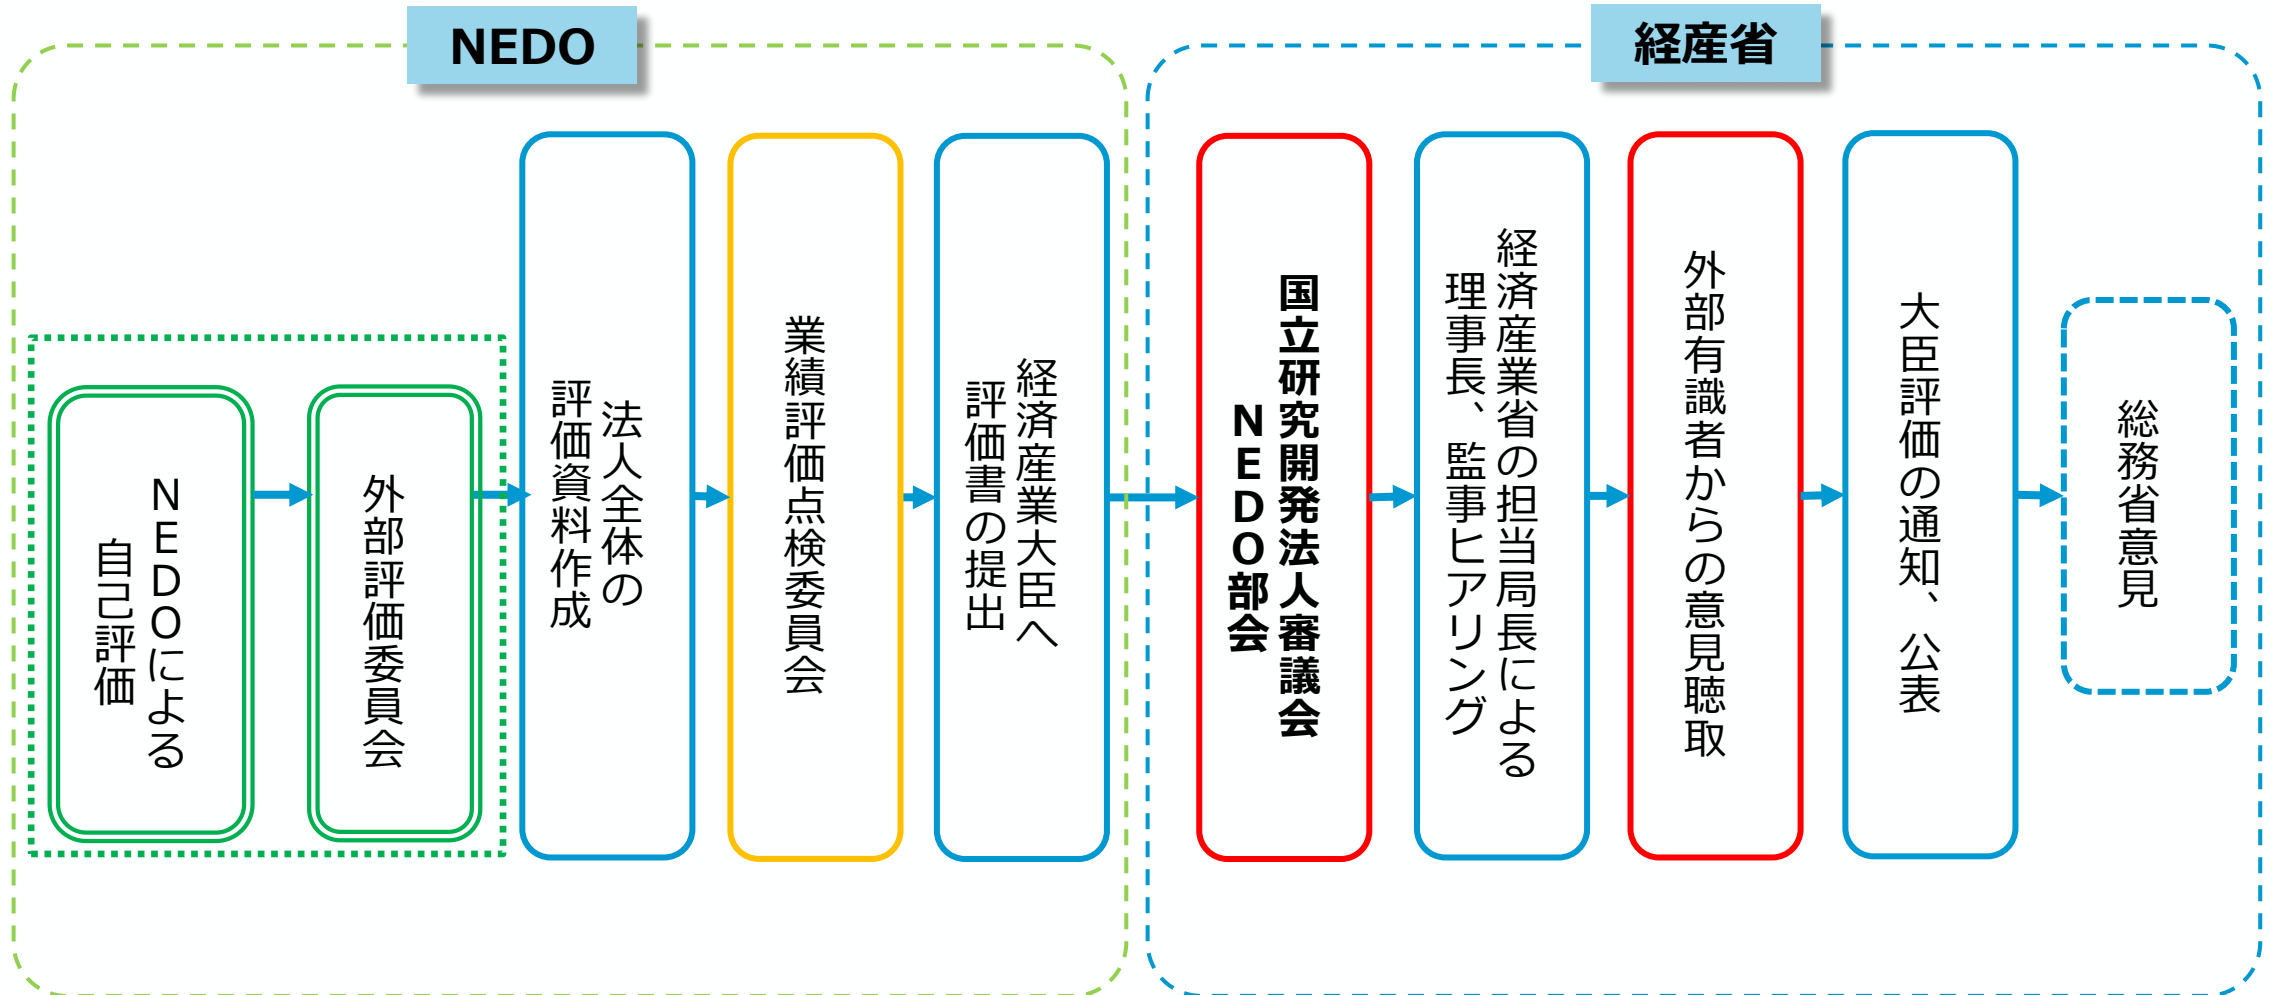 NEDO
経産省
NEDOによる
自己評価
外部評価委員会
法人全体の
評価資料作成
業績評価点検委員会
経済産業大臣へ
評価書の提出
国立研究開発法人審議会
NEDO部会
経済産業省の担当局長による
理事長、監事ヒアリング
外部有識者からの意見聴取
大臣評価の通知、公表
総務省意見